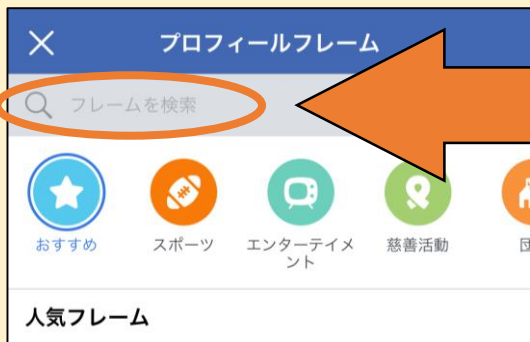 プロフィールフレーム
フレームを検索
おすすめ
スポーツ
エンターテイメ
ント
慈善活動
人気フレーム